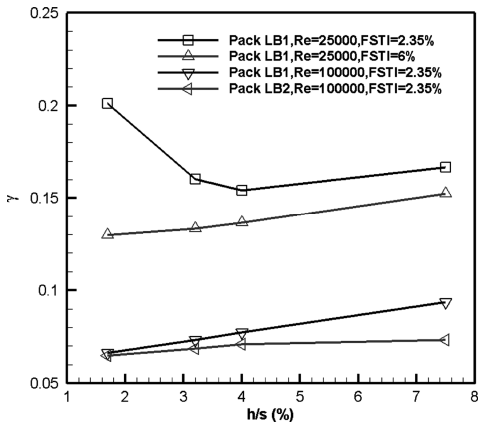 Pack LB1,Re=25000,FSTI=2.35%
Pack LB1,Re=25000,FSTI=6%
Pack LB1,Re=100000,FSTI=2.35%
Pack LB2,Re=100000,FSTI=2.35%
0.25
0.2
0.15
0.1
0.05
γ
1 2 3 4 5 6 7 8
h/s (%)